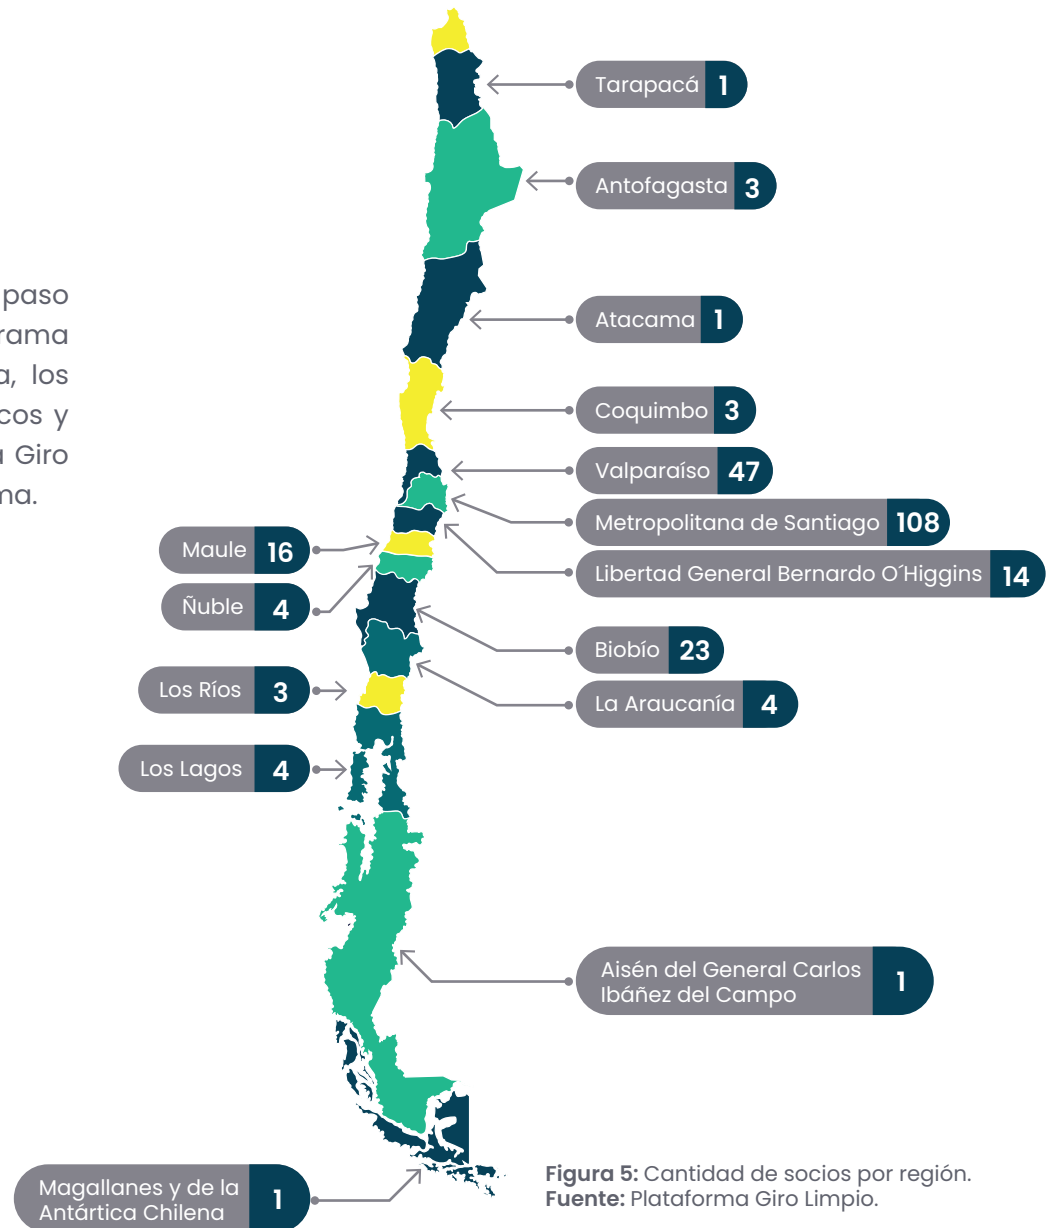 Tarapacá 1
Antofagasta 3
paso
rama
a, los
cos y
a Giro
ma.
Atacama 1
Coquimbo 3
Valparaíso 47
Metropolitana de Santiago 108
Libertad General Bernardo O´Higgins 14
Maule 16
Ñuble 4
Biobío 23
La Araucanía 4
Los Ríos 3
Los Lagos 4
Aisén del General Carlos
Ibáñez del Campo 1
Magallanes y de la
Antártica Chilena 1
Figura 5: Cantidad de socios por región.
Fuente: Plataforma Giro Limpio.